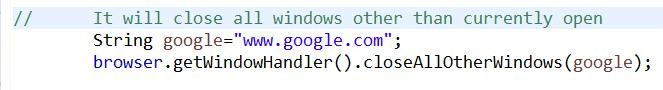 //      It will close all windows other than currently open
        String google="www.google.com";
        browser.getWindowHandler().closeAllOtherWindows(google);